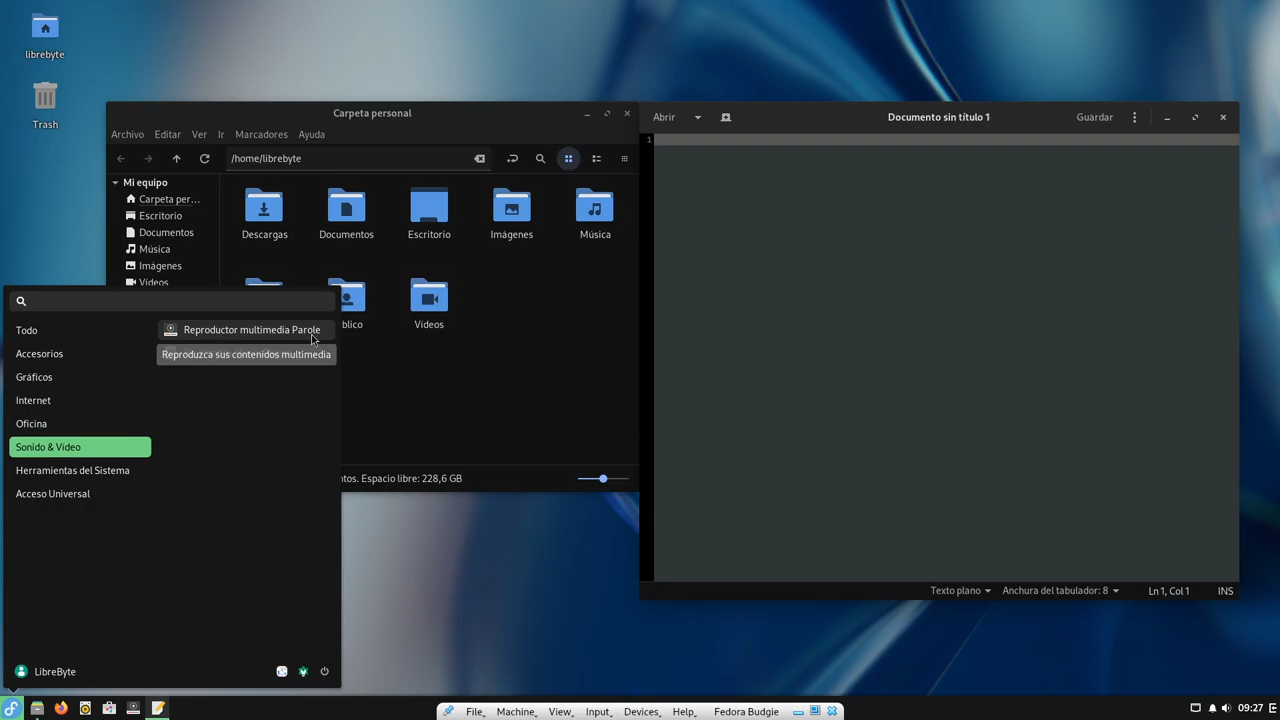 librebyte
Trash
Carpeta personal
Archivo Editar Ver Ir Marcadores Ayuda
/home/librebyte
Mi equipo
Carpeta per...
Escritorio
Documentos
Música
Imágenes
Vídeos
Descargas
Documentos
Escritorio
Imágenes
Música
blico
Vídeos
ntos. Espacio libre: 228,6 GB
Abrir
Documento sin título 1
Guardar
1
Texto plano
Anchura del tabulador: 8
Ln 1, Col 1
INS
Todo
Accesorios
Gráficos
Internet
Oficina
Sonido & Video
Herramientas del Sistema
Acceso Universal
Reproductor multimedia Parole
Reproduzca sus contenidos multimedia
LibreByte
File Machine View Input Devices Help Fedora Budgie
09:27